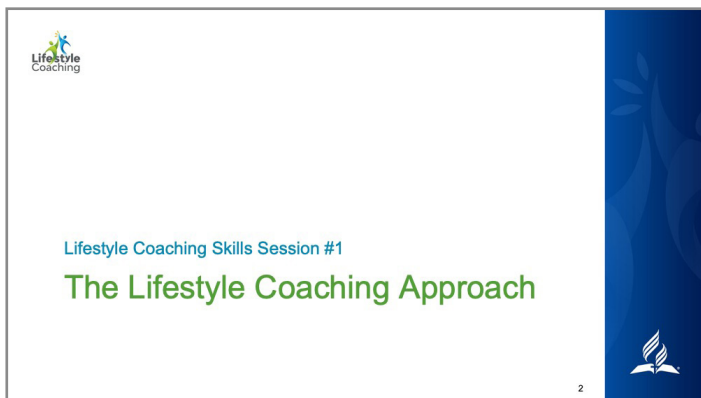 Lifestyle
Coaching
Lifestyle Coaching Skills Session #1
The Lifestyle Coaching Approach
2